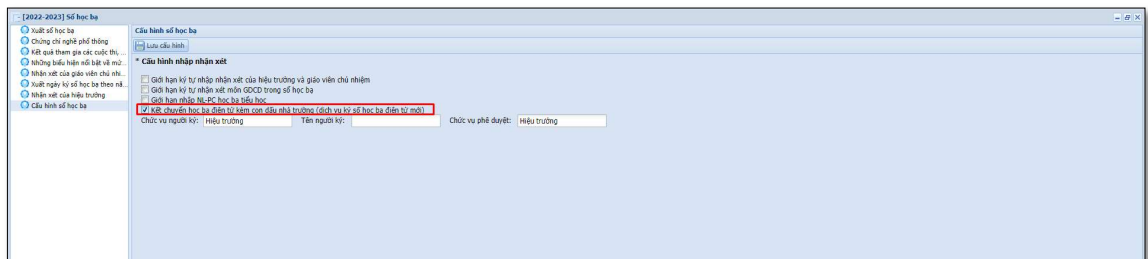 [2022-2023] Sổ học bạ
Xuất sổ học bạ
Chứng chỉ nghề phổ thông
Kết quả tham gia các cuộc thi, ...
Những biểu hiện nổi bật về mứ...
Nhận xét của giáo viên chủ nhi...
Xuất ngày ký sổ học bạ theo nă...
Nhận xét của hiệu trưởng
Cấu hình sổ học bạ
Cấu hình sổ học bạ
Lưu cấu hình
* Cấu hình nhập nhận xét
Giới hạn ký tự nhập nhận xét của hiệu trưởng và giáo viên chủ nhiệm
Giới hạn ký tự nhận xét môn GDCD trong sổ học bạ
Giới hạn nhập NL-PC học bạ tiểu học
Kết chuyển học bạ điện tử kèm con dấu nhà trường (dịch vụ ký số học bạ điện tử mới)
Chức vụ người ký: Hiệu trưởng Tên người ký: Chức vụ phê duyệt: Hiệu trưởng